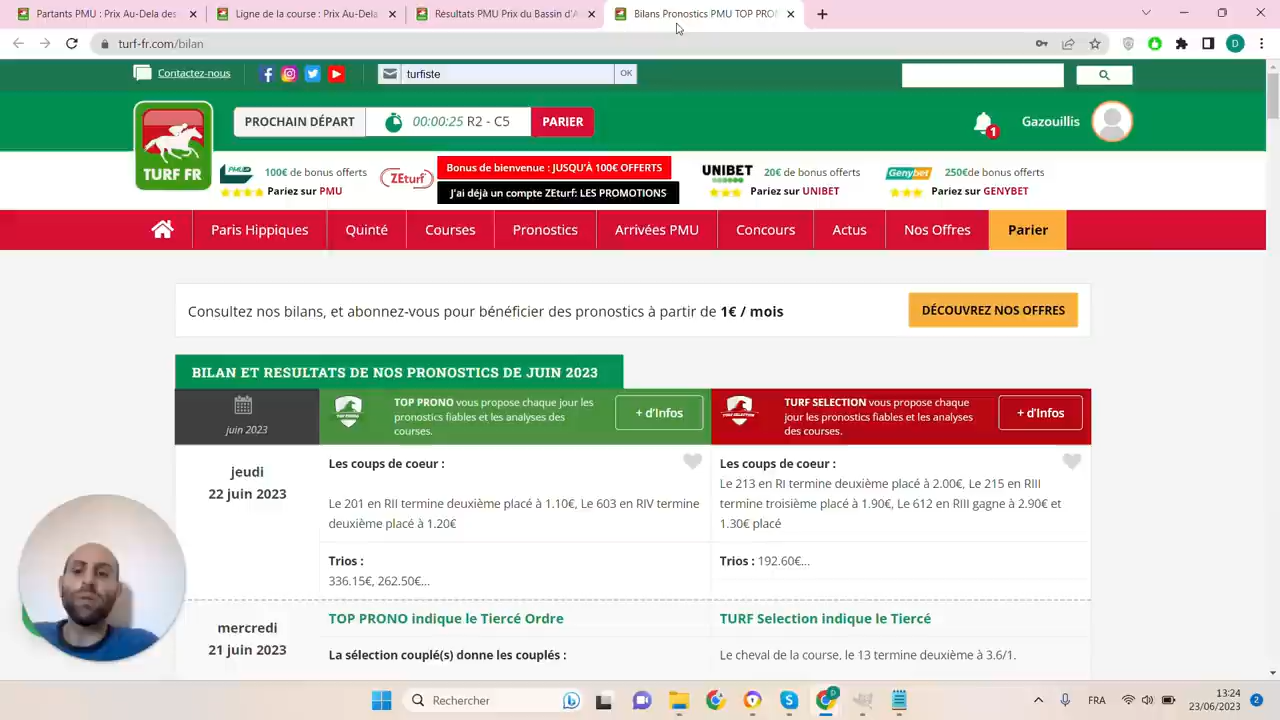 Partants PMU : Prix Au-Delà des
Ligne de la course : Prix Au-Dela
Resultats PMU Prix du Bassin d'A
Bilans Pronostics PMU TOP PRON
turf-fr.com/bilan
Contactez-nous
turfiste
OK
TURF FR
PROCHAIN DÉPART
00:00:25 R2 - C5
PARIER
1
Gazouillis
PMU
100€ de bonus offerts
Pariez sur PMU
ZEturf
Bonus de bienvenue : JUSQU'À 100€ OFFERTS
J'ai déjà un compte ZEturf: LES PROMOTIONS
UNIBET
20€ de bonus offerts
Pariez sur UNIBET
Genybet
250€de bonus offerts
Pariez sur GENYBET
Paris Hippiques
Quinté
Courses
Pronostics
Arrivées PMU
Concours
Actus
Nos Offres
Parier
Consultez nos bilans, et abonnez-vous pour bénéficier des pronostics à partir de 1€ / mois
DÉCOUVREZ NOS OFFRES
BILAN ET RESULTATS DE NOS PRONOSTICS DE JUIN 2023
juin 2023
TOP PRONO
TOP PRONO vous propose chaque jour les
pronostics fiables et les analyses des
courses.
+ d'Infos
TURF SELECTION
TURF SELECTION vous propose chaque
jour les pronostics fiables et les analyses
des courses.
+ d'Infos
jeudi
22 juin 2023
Les coups de coeur :
Le 201 en RII termine deuxième placé à 1.10€, Le 603 en RIV termine
deuxième placé à 1.20€
Trios :
336.15€, 262.50€...
Les coups de coeur :
Le 213 en RI termine deuxième placé à 2.00€, Le 215 en RIII
termine troisième placé à 1.90€, Le 612 en RIII gagne à 2.90€ et
1.30€ placé
Trios : 192.60€...
mercredi
21 juin 2023
TOP PRONO indique le Tiercé Ordre
La sélection couplé(s) donne les couplés :
TURF Selection indique le Tiercé
Le cheval de la course, le 13 termine deuxième à 3.6/1.
Rechercher
FRA
13:24
23/06/2023
2